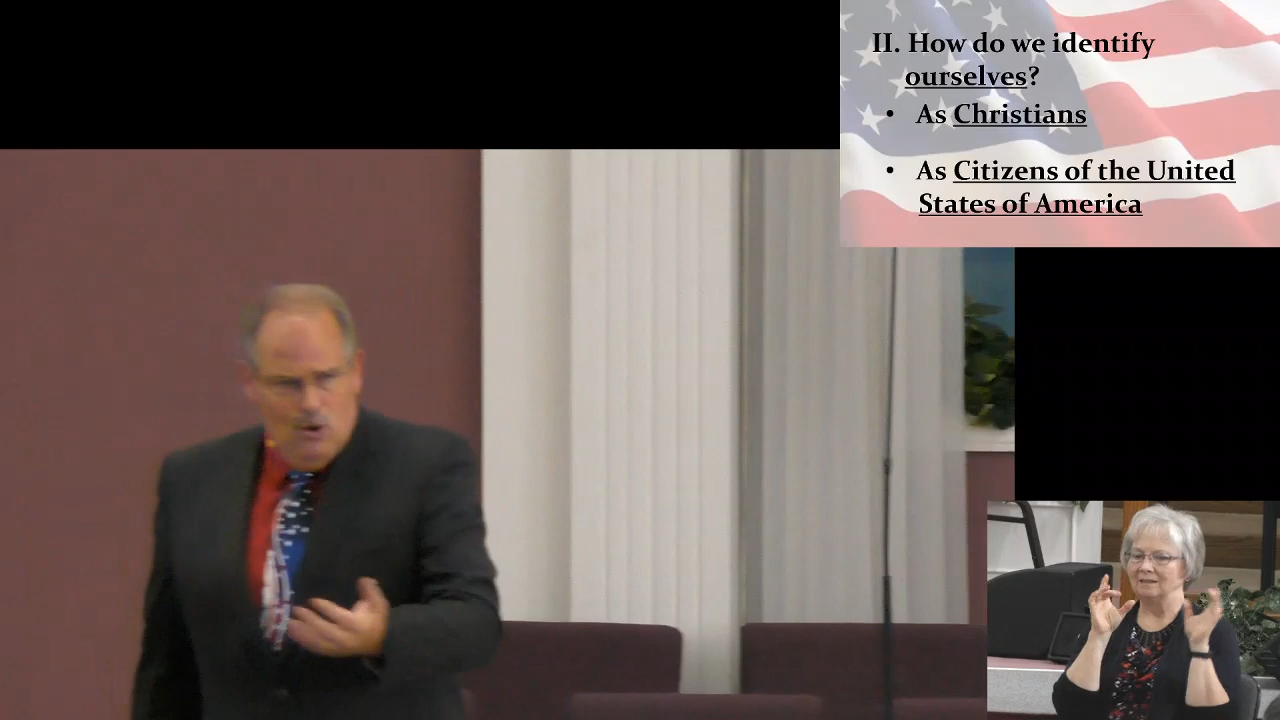 II. How do we identify
ourselves?
• As Christians
• As Citizens of the United
States of America